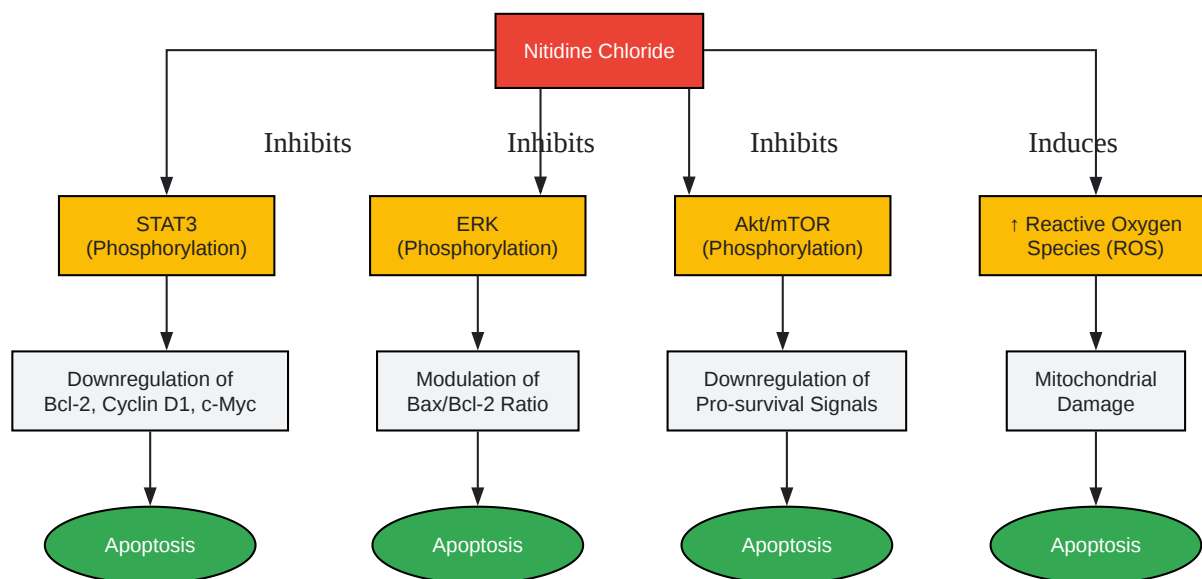 Nitidine Chloride
Inhibits
Inhibits
Inhibits
Induces
STAT3
(Phosphorylation)
ERK
(Phosphorylation)
Akt/mTOR
(Phosphorylation)
↑ Reactive Oxygen
Species (ROS)
Downregulation of
Bcl-2, Cyclin D1, c-Myc
Modulation of
Bax/Bcl-2 Ratio
Downregulation of
Pro-survival Signals
Mitochondrial
Damage
Apoptosis
Apoptosis
Apoptosis
Apoptosis